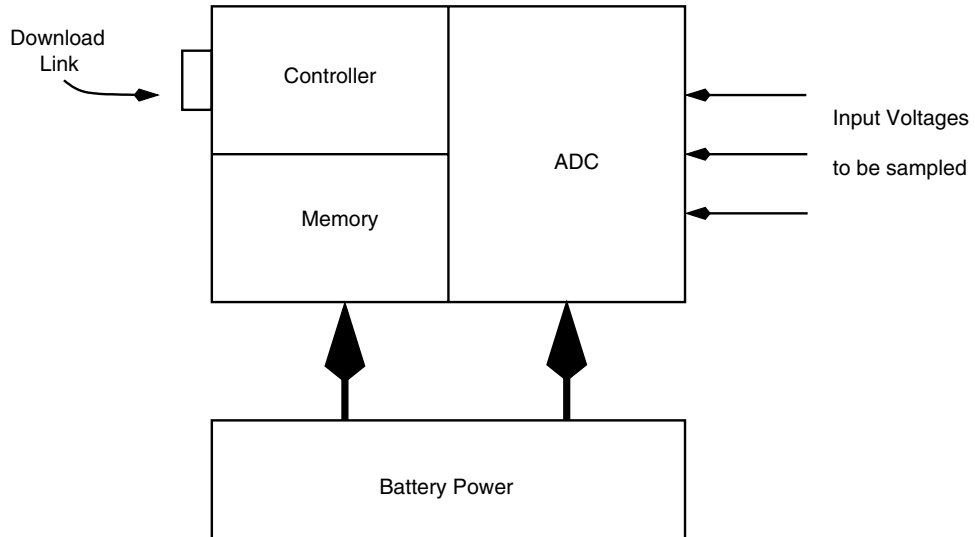 Download
Link
Controller
ADC
Memory
Input Voltages
to be sampled
Battery Power